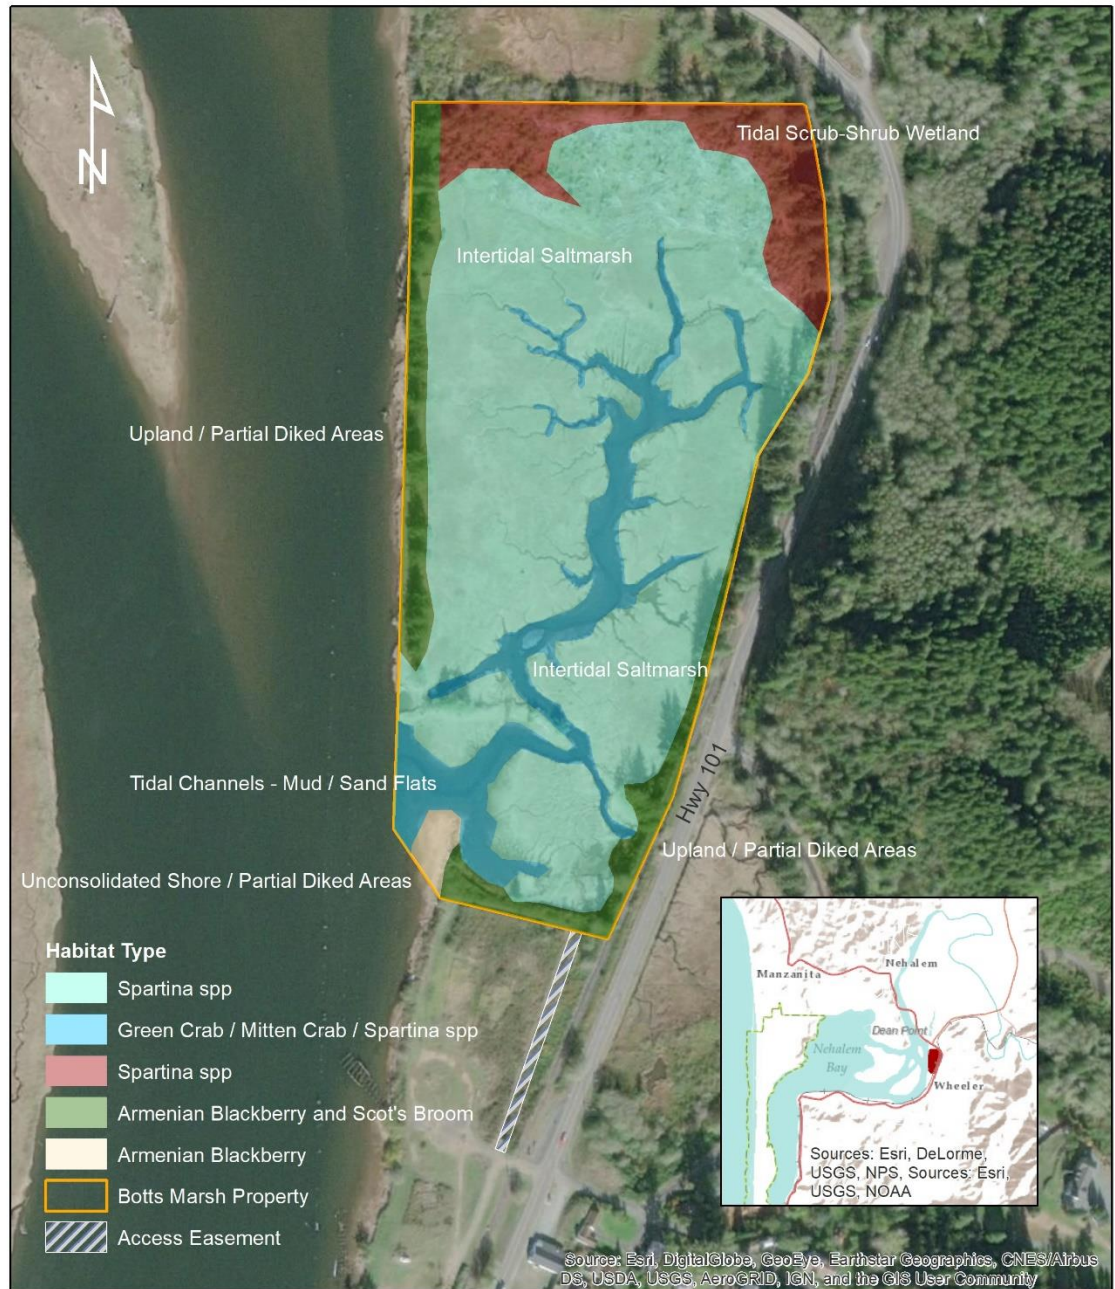 N
Tidal Scrub-Shrub Wetland
Intertidal Saltmarsh
Upland / Partial Diked Areas
Intertidal Saltmarsh
Hwy 101
Tidal Channels - Mud / Sand Flats
Upland / Partial Diked Areas
Unconsolidated Shore / Partial Diked Areas
Habitat Type
Spartina spp
Green Crab / Mitten Crab / Spartina spp
Spartina spp
Armenian Blackberry and Scot's Broom
Armenian Blackberry
Botts Marsh Property
Access Easement
Nehalem
Manzanita
Dean Point
Nehalem
Bay
Wheeler
Sources: Esri, DeLorme,
USGS, NPS, Sources: Esri,
USGS, NOAA
Source: Esri, DigitalGlobe, GeoEye, Earthstar Geographics, CNES/Airbus
DS, USDA, USGS, AeroGRID, IGN, and the GIS User Community